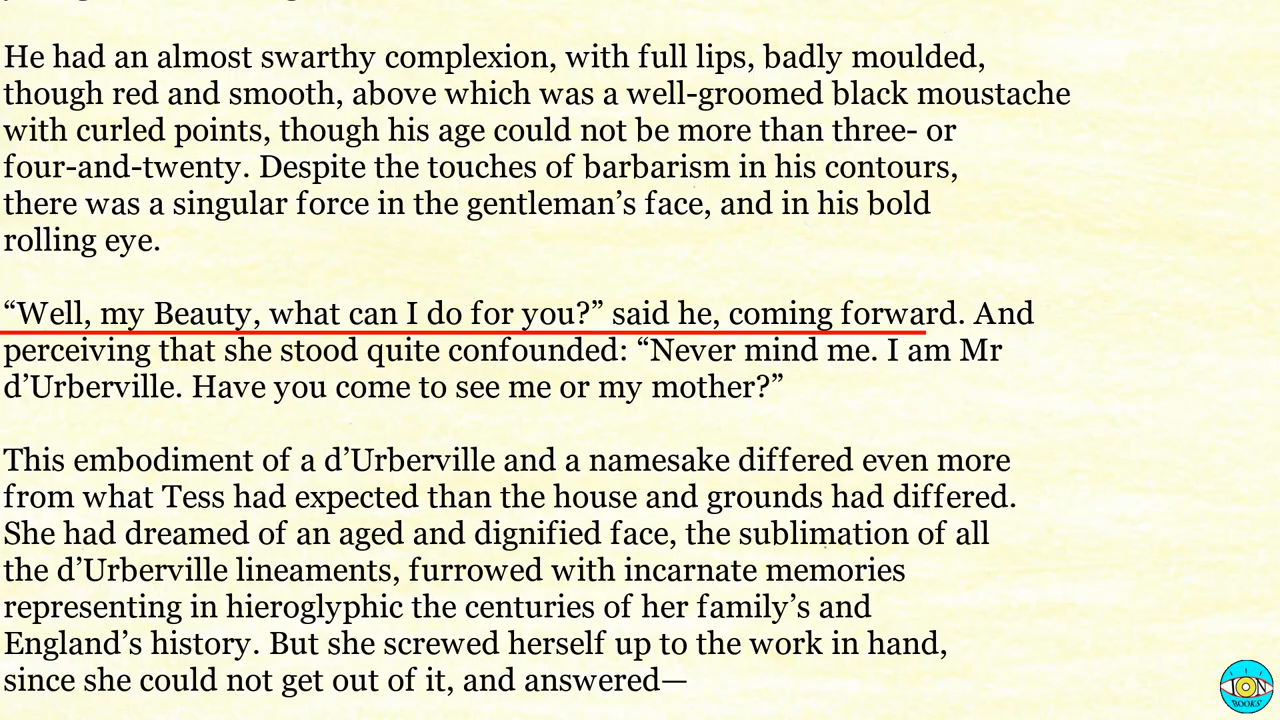 He had an almost swarthy complexion, with full lips, badly moulded,
though red and smooth, above which was a well-groomed black moustache
with curled points, though his age could not be more than three- or
four-and-twenty. Despite the touches of barbarism in his contours,
there was a singular force in the gentleman’s face, and in his bold
rolling eye.
“Well, my Beauty, what can I do for you?” said he, coming forward. And
perceiving that she stood quite confounded: “Never mind me. I am Mr
d’Urberville. Have you come to see me or my mother?”
This embodiment of a d’Urberville and a namesake differed even more
from what Tess had expected than the house and grounds had differed.
She had dreamed of an aged and dignified face, the sublimation of all
the d’Urberville lineaments, furrowed with incarnate memories
representing in hieroglyphic the centuries of her family’s and
England’s history. But she screwed herself up to the work in hand,
since she could not get out of it, and answered—
ION
BOOKS